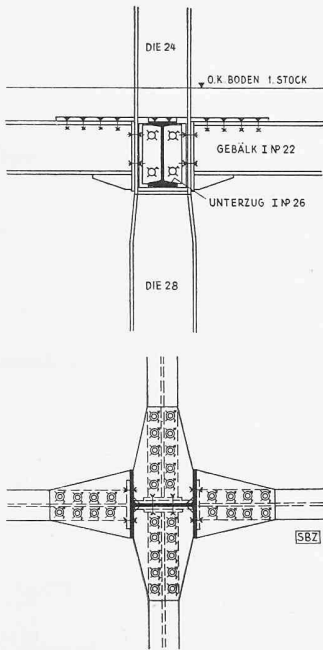 DIE 24
O.K. BODEN 1. STOCK
GEBÄLK I Nº 22
UNTERZUG I Nº 26
DIE 28
SBZ